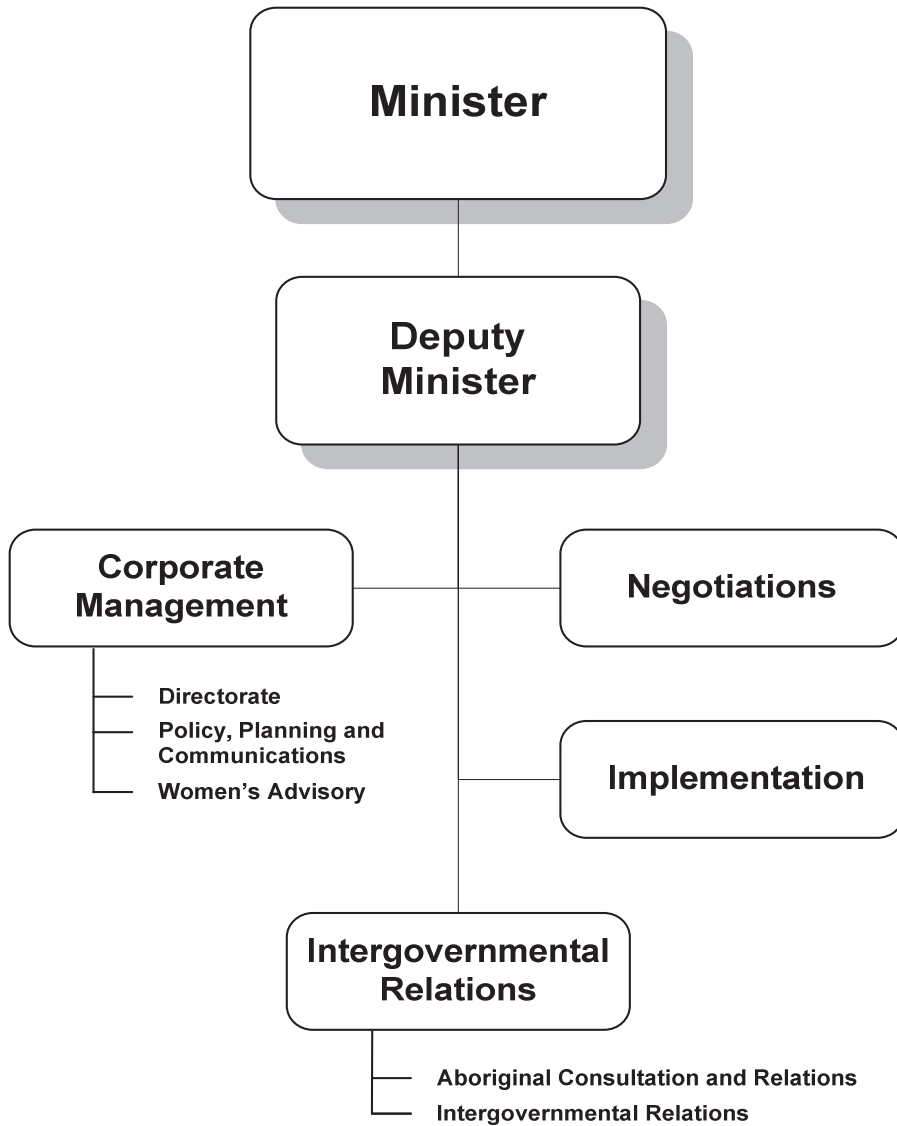 Minister
Deputy
Minister
Corporate
Management
Directorate
Policy, Planning and
Communications
Women’s Advisory
Negotiations
Implementation
Intergovernmental
Relations
Aboriginal Consultation and Relations
Intergovernmental Relations